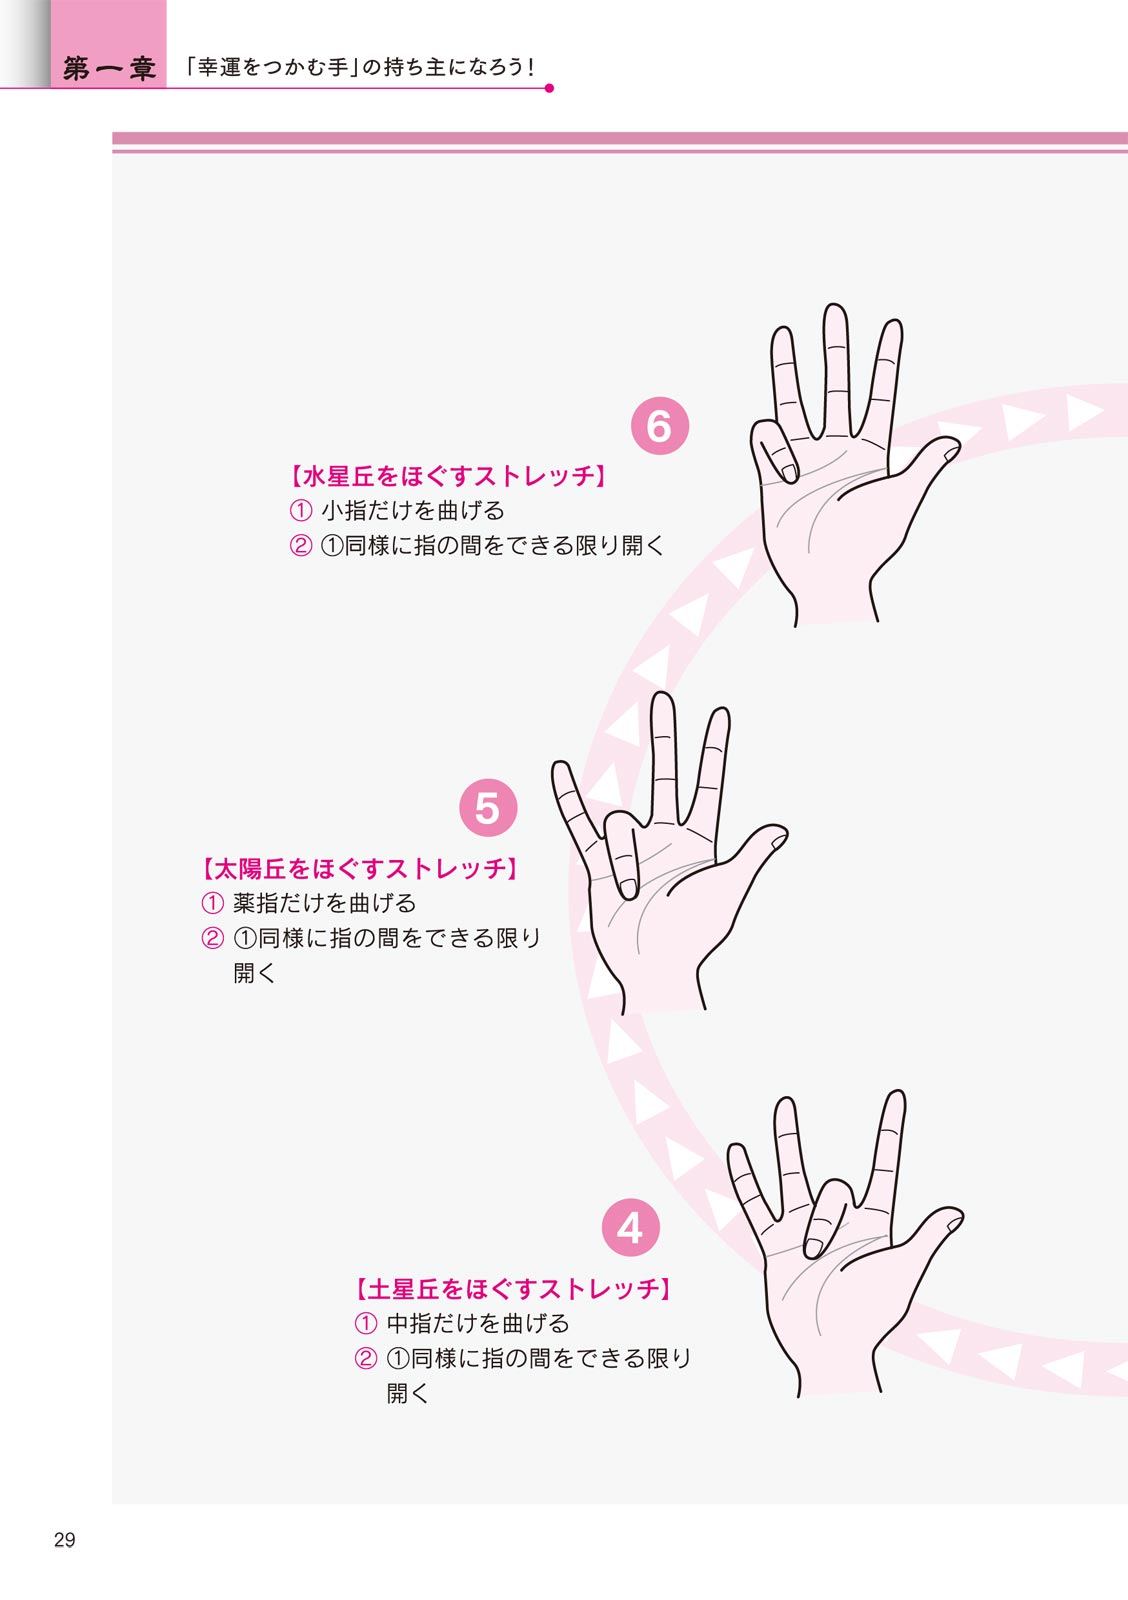 第一章
「幸運をつかむ手」の持ち主になろう!
6
【水星丘をほぐすストレッチ】
① 小指だけを曲げる
② ①同様に指の間をできる限り開く
5
【太陽丘をほぐすストレッチ】
① 薬指だけを曲げる
② ①同様に指の間をできる限り
開く
4
【土星丘をほぐすストレッチ】
① 中指だけを曲げる
② ①同様に指の間をできる限り
開く
29